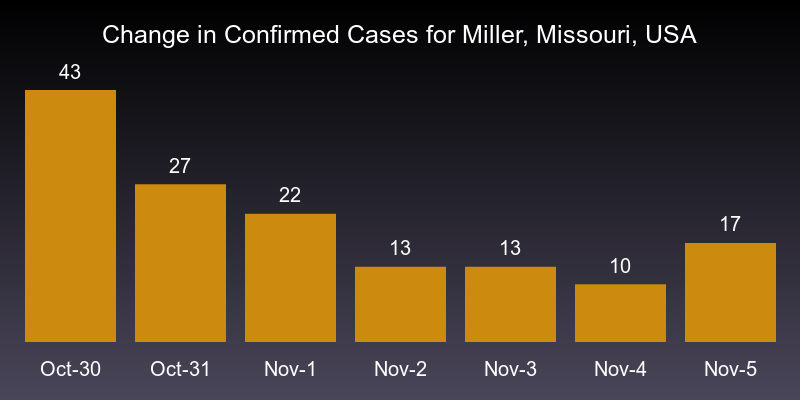 Change in Confirmed Cases for Miller, Missouri, USA
43
27
22
13
13
10
17
Oct-30
Oct-31
Nov-1
Nov-2
Nov-3
Nov-4
Nov-5